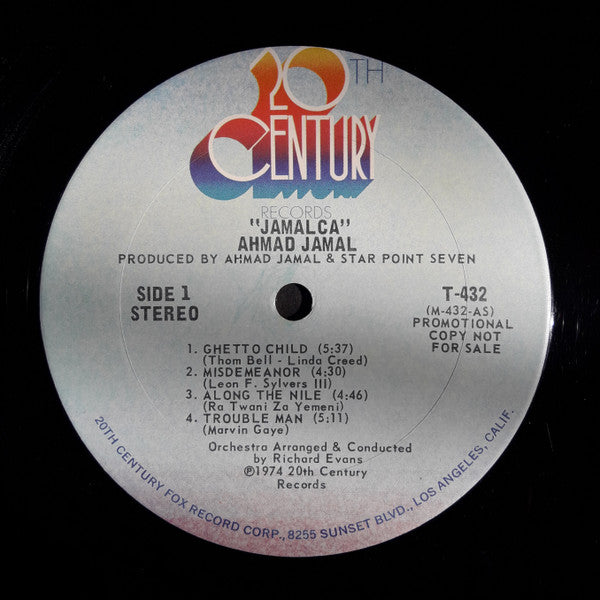 20TH
CENTURY
RECORDS
"JAMALCA"
AHMAD JAMAL
PRODUCED BY AHMAD JAMAL & STAR POINT SEVEN
SIDE 1
STEREO
T-432
(M-432-AS)
PROMOTIONAL
COPY NOT
FOR SALE
1. GHETTO CHILD (5:37)
(Thom Bell - Linda Creed)
2. MISDEMEANOR (4:30)
(Leon F. Sylvers III)
3. ALONG THE NILE (4:46)
(Ra Twani Za Yemeni)
4. TROUBLE MAN (5:11)
(Marvin Gaye)
Orchestra Arranged & Conducted
by Richard Evans
℗1974 20th Century
Records
20TH CENTURY FOX RECORD CORP., 8255 SUNSET BLVD., LOS ANGELES, CALIF.